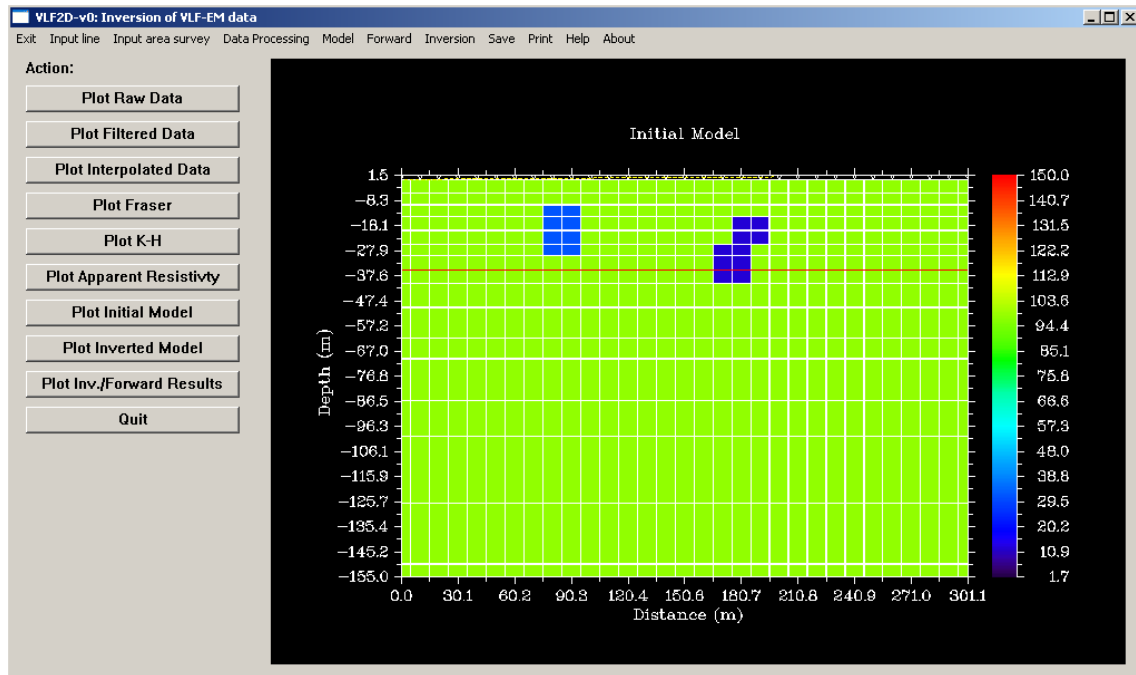 VLF2D-v0: Inversion of VLF-EM data
Exit Input line Input area survey Data Processing Model Forward Inversion Save Print Help About
Action:
Plot Raw Data
Plot Filtered Data
Plot Interpolated Data
Plot Fraser
Plot K-H
Plot Apparent Resistivty
Plot Initial Model
Plot Inverted Model
Plot Inv./Forward Results
Quit
Initial Model
Depth (m)
1.5
-8.3
-18.1
-27.9
-37.6
-47.4
-57.2
-67.0
-76.8
-86.5
-96.3
-106.1
-115.9
-125.7
-135.4
-145.2
-155.0
0.0 30.1 60.2 90.3 120.4 150.6 180.7 210.8 240.9 271.0 301.1
Distance (m)
150.0
140.7
131.5
122.2
112.9
103.6
94.4
85.1
75.8
66.6
57.3
48.0
38.8
29.5
20.2
10.9
1.7